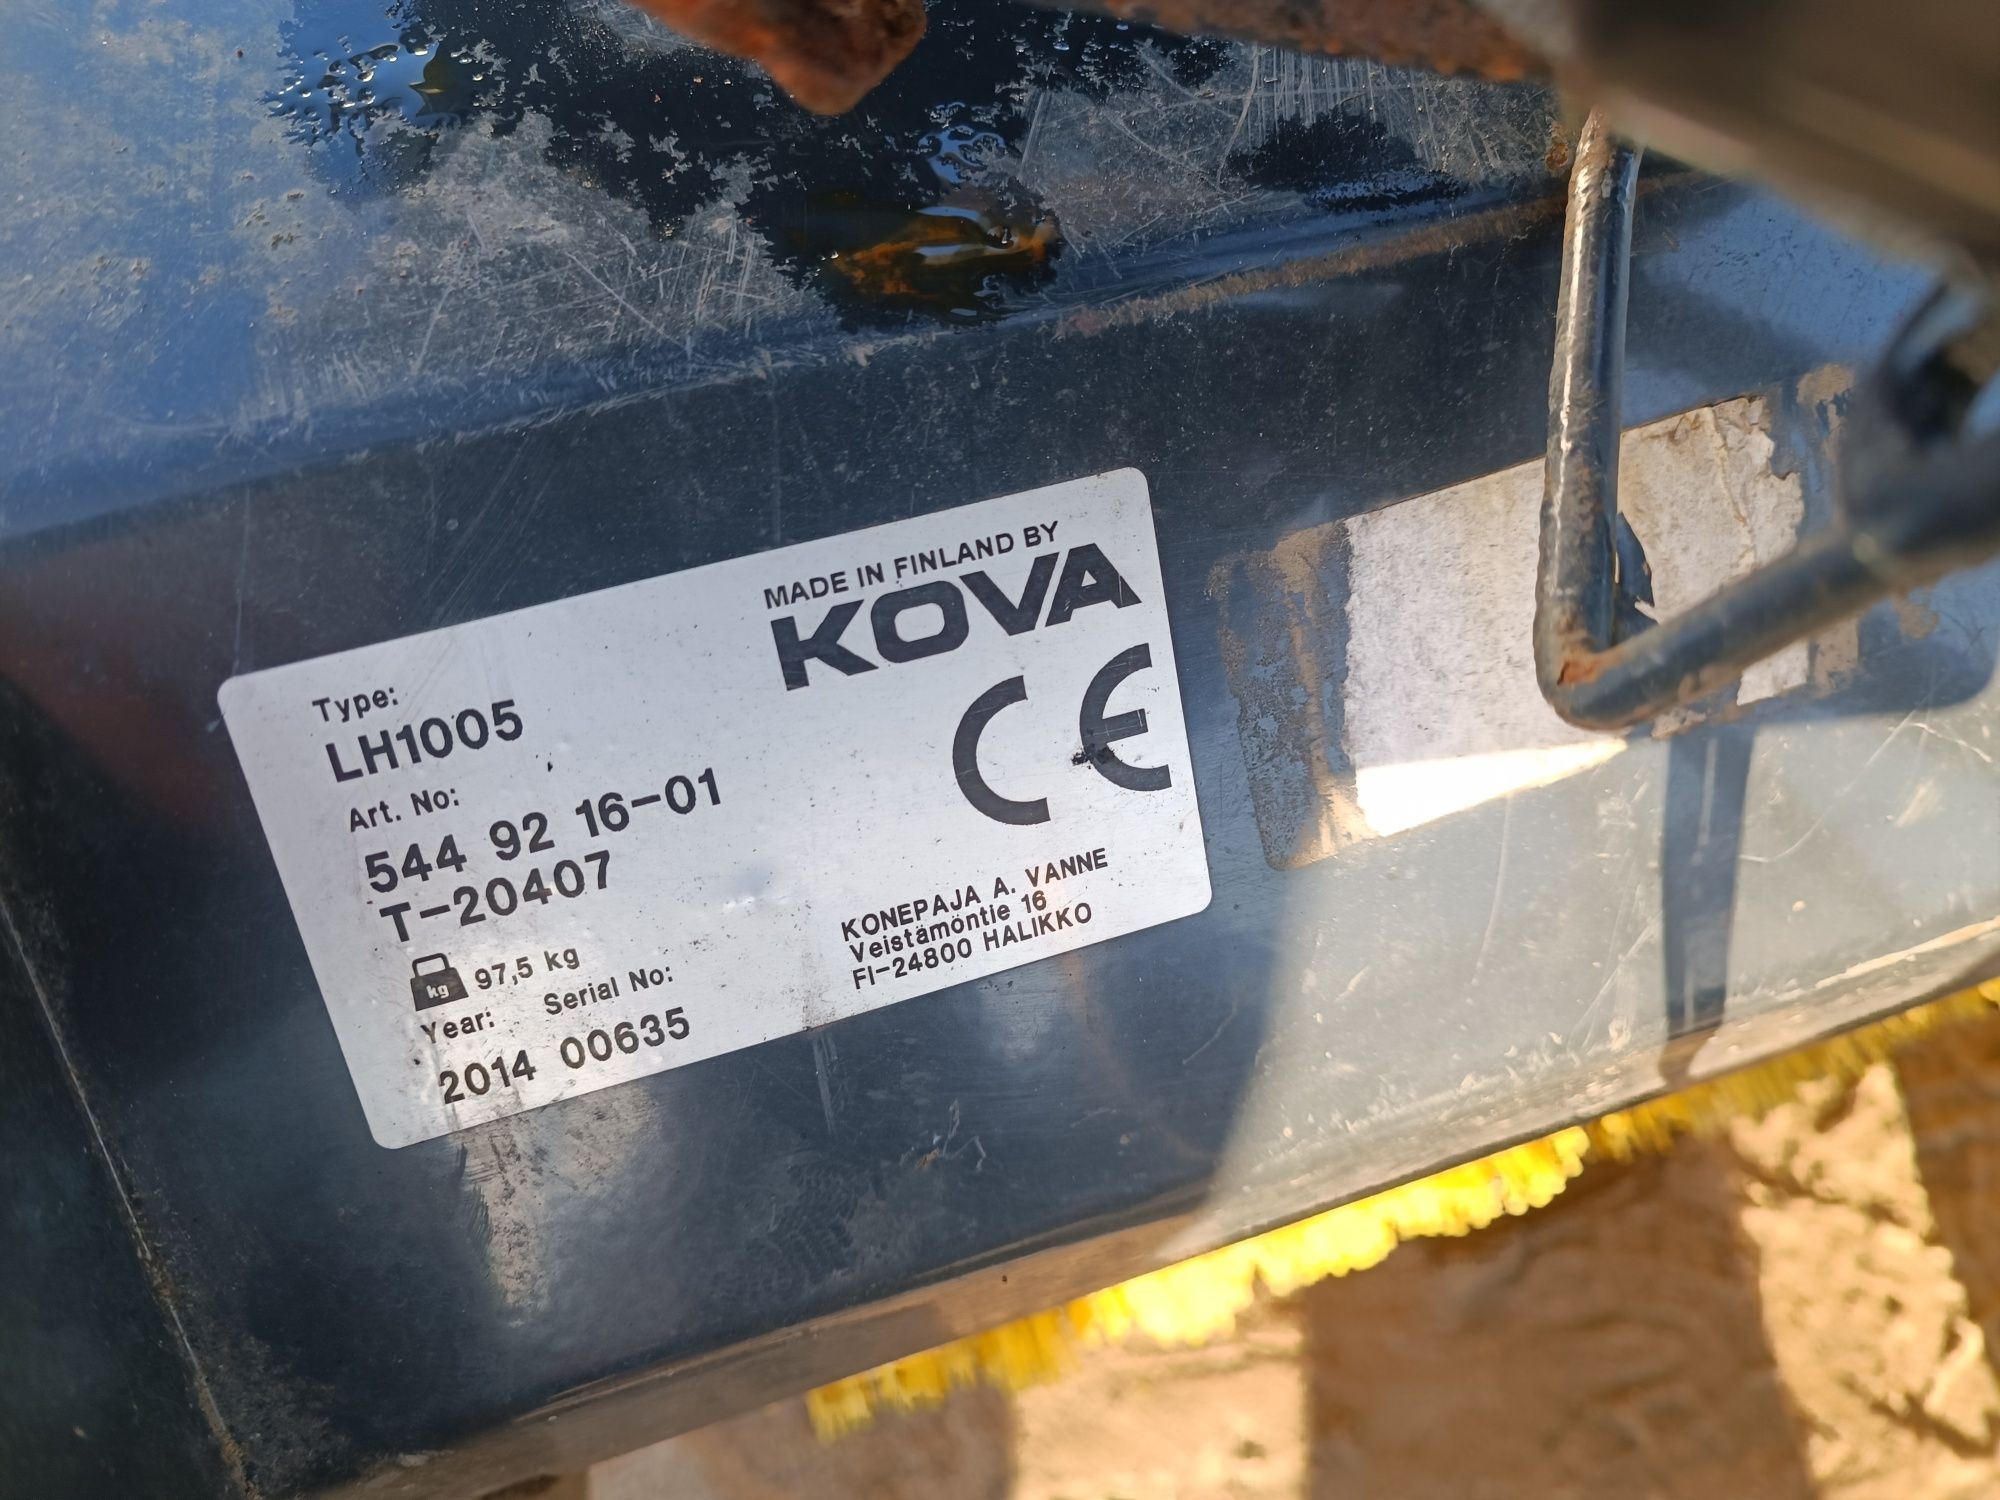 MADE IN FINLAND BY
KOVA
CE
Type:
LH1005
Art. No:
544 92 16-01
T-20407
kg 97,5 kg
Year: Serial No:
2014 00635
KONEPAJA A. VANNE
Veistämöntie 16
FI-24800 HALIKKO